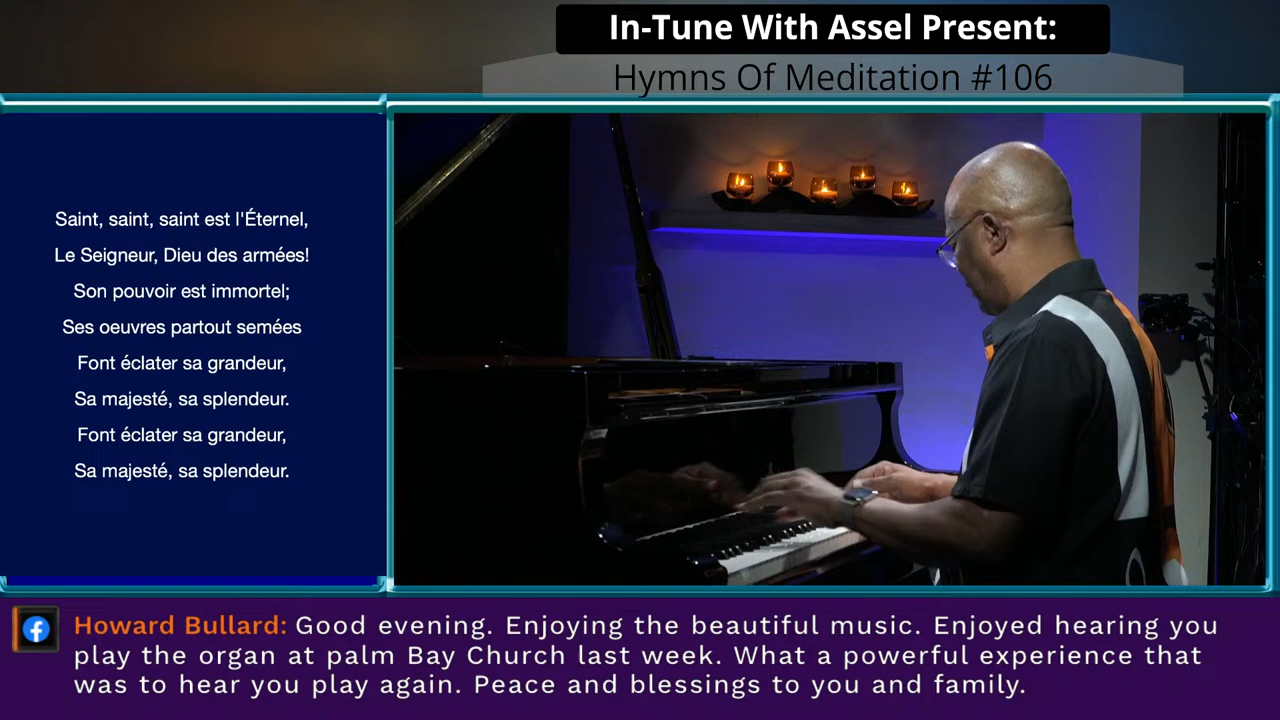 In-Tune With Assel Present:
Hymns Of Meditation #106
Saint, saint, saint est l'Éternel,
Le Seigneur, Dieu des armées!
Son pouvoir est immortel;
Ses oeuvres partout semées
Font éclater sa grandeur,
Sa majesté, sa splendeur.
Font éclater sa grandeur,
Sa majesté, sa splendeur.
Howard Bullard: Good evening. Enjoying the beautiful music. Enjoyed hearing you
play the organ at palm Bay Church last week. What a powerful experience that
was to hear you play again. Peace and blessings to you and family.